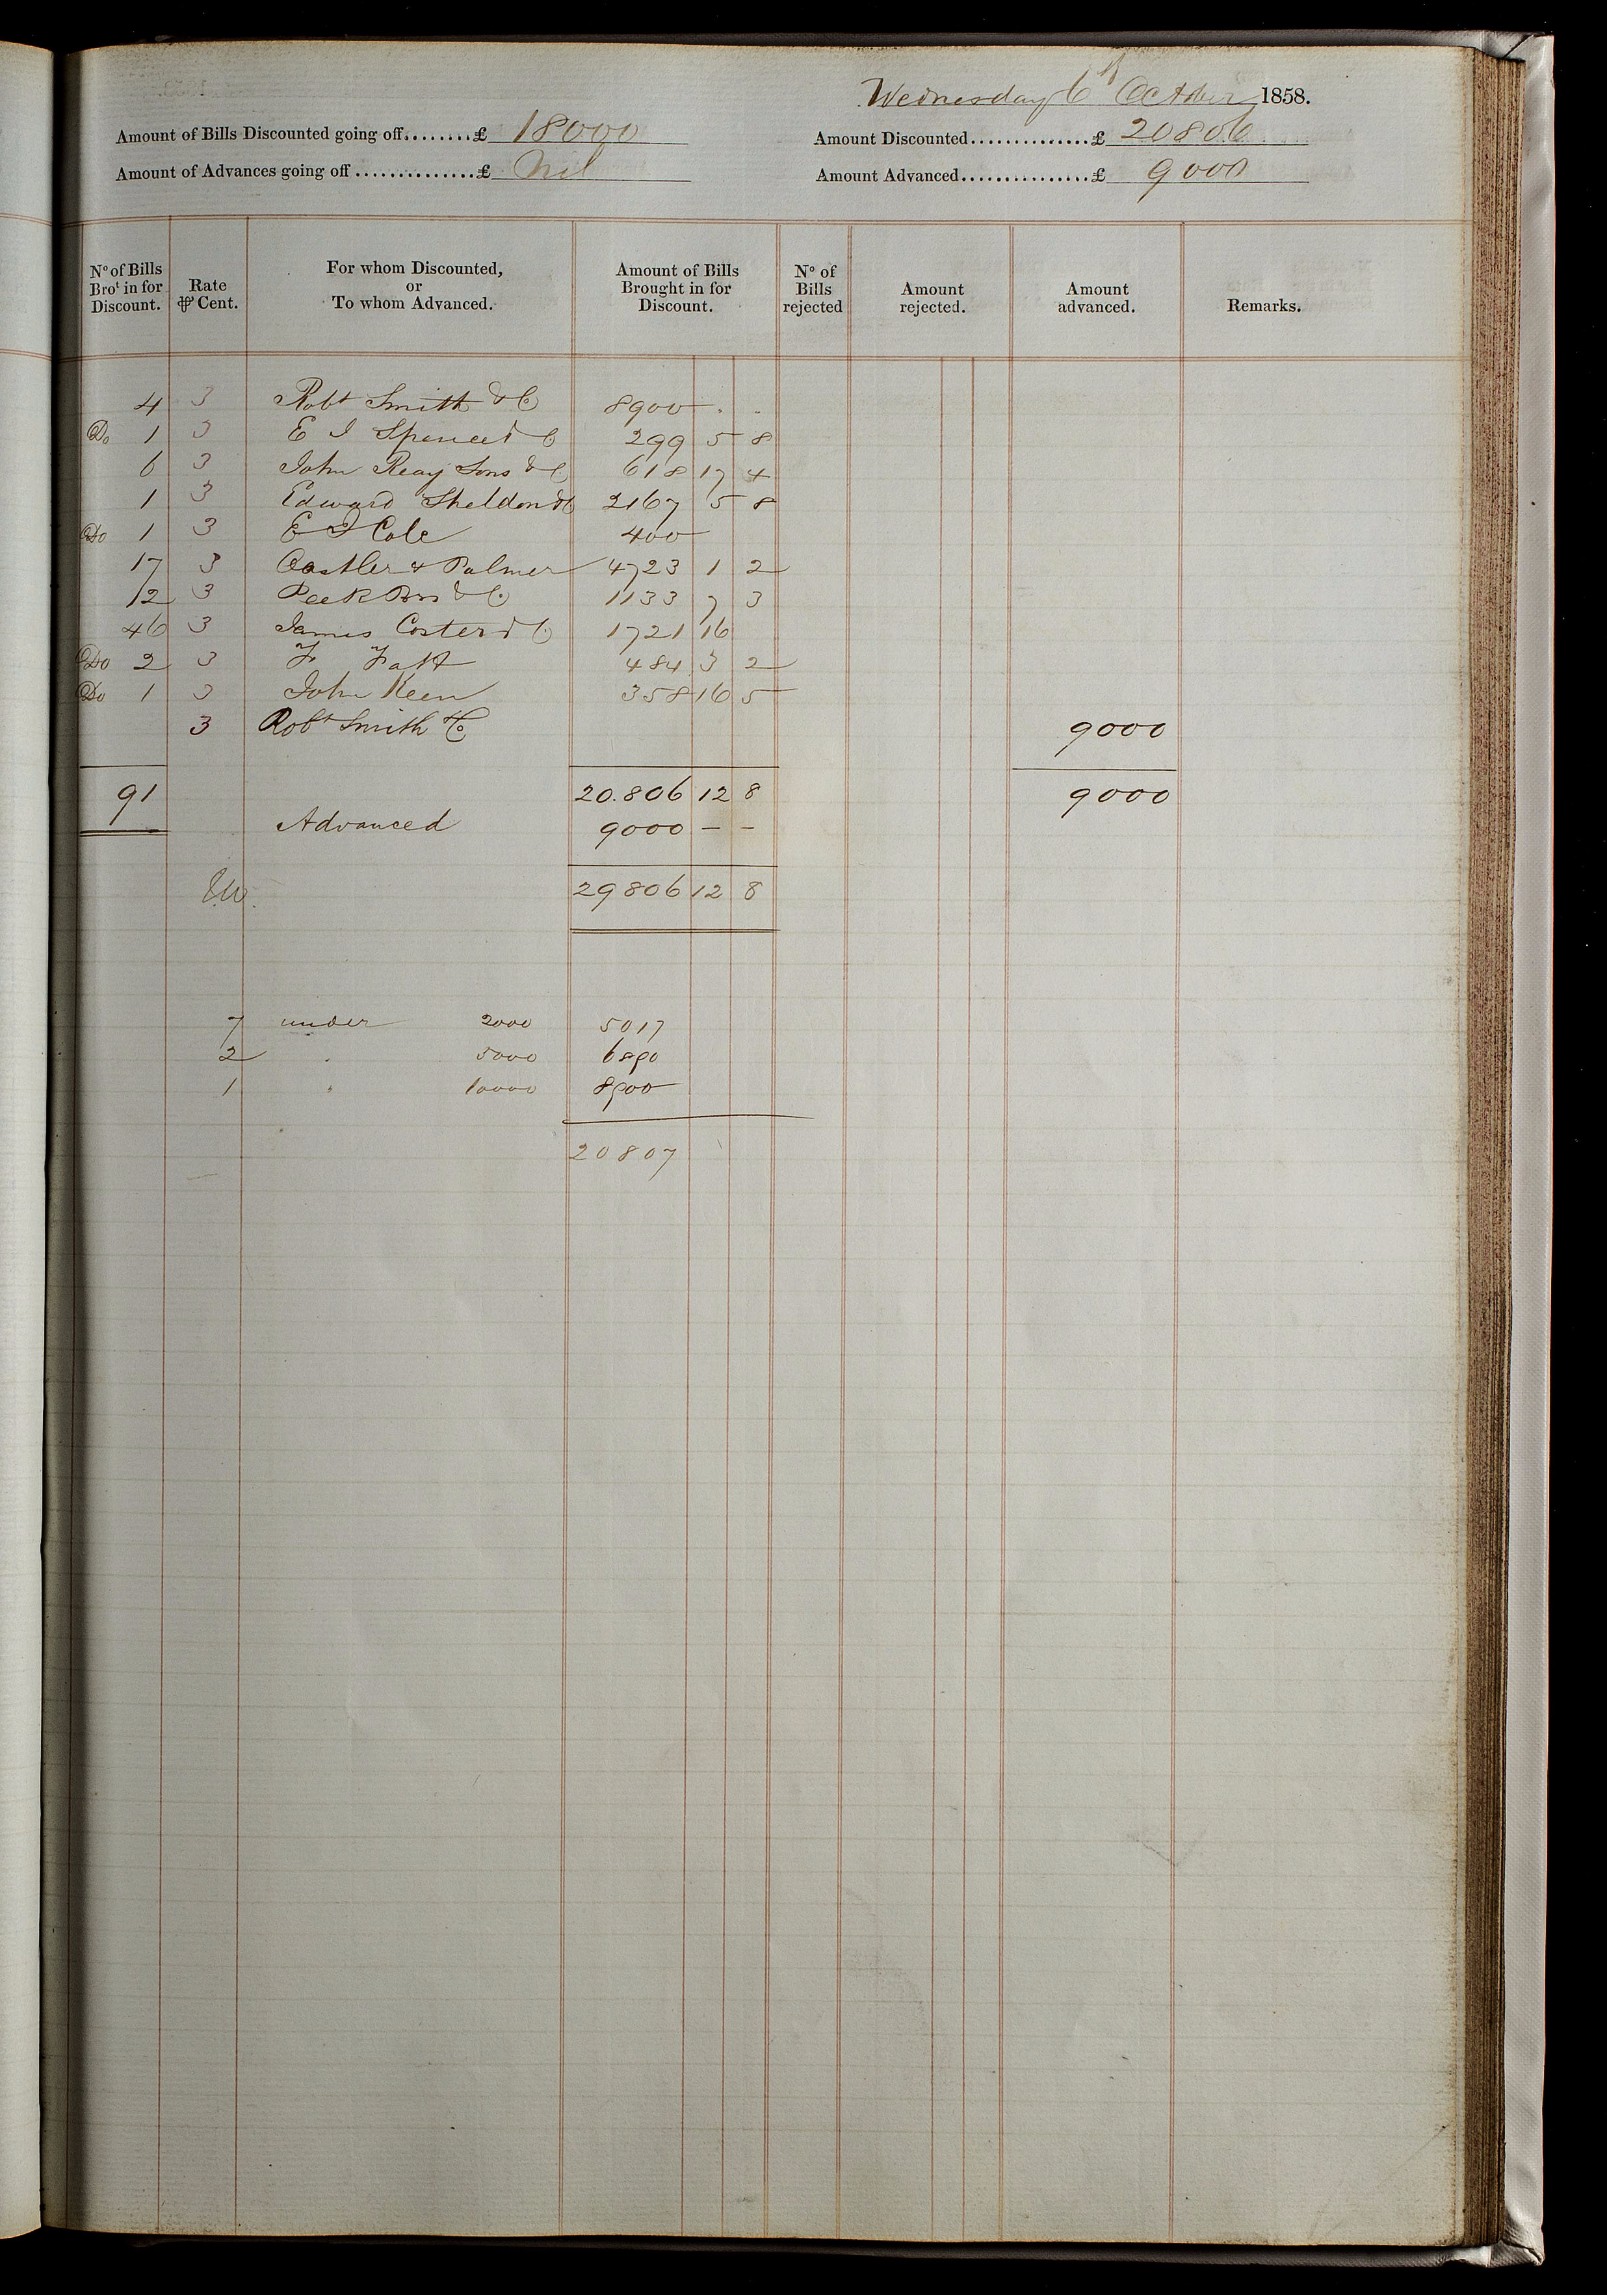 Wednesday 6th October 1858.
Amount of Bills Discounted going off........£ 18000 Amount Discounted..............£ 20806
Amount of Advances going off..............£ Nil Amount Advanced...............£ 9000
No of Bills Brot in for Discount. Rate ⅌ Cent. For whom Discounted, or To whom Advanced. Amount of Bills Brought in for Discount. No of Bills rejected Amount rejected. Amount advanced. Remarks.
4 3 Robt Smith & Co 8900 . .
Do 1 3 E J Spence & Co 299 5 8
6 3 John Reay Sons & Co 618 17 4
1 3 Edward Sheldon & Co 2167 5 8
Do 1 3 E J Cole 400
17 3 Castler & Palmer 4723 1 2
12 3 Peek Bros & Co 1133 7 3
46 3 James Coster & Co 1721 16
Do 2 3 F 484 3 2
Do 1 3 John Keen 358 16 5
3 Robt Smith & Co 9000
91 20.806 12 8 9000
Advanced 9000 – –
29806 12 8
7 under 2000 5017
2 " 5000 6890
1 " 10000 8900
20807